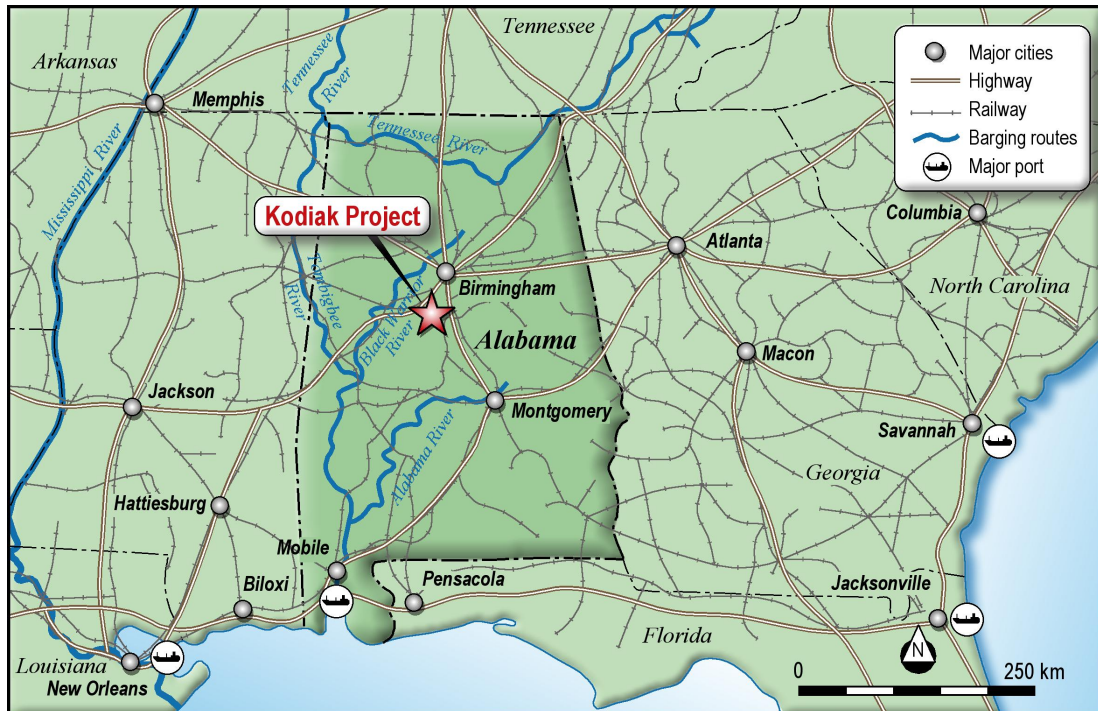 Tennessee
Arkansas
Tennessee
River
Memphis
Mississippi River
Tennessee River
Major cities
Highway
Railway
Barging routes
Major port
Kodiak Project
Columbia
Atlanta
Birmingham
Tombigbee
River
Black Warrior
River
North Carolina
Alabama
Macon
Jackson
Montgomery
Savannah
Alabama River
Georgia
Hattiesburg
Mobile
Biloxi
Pensacola
Jacksonville
Florida
N
Louisiana
New Orleans
0
250 km